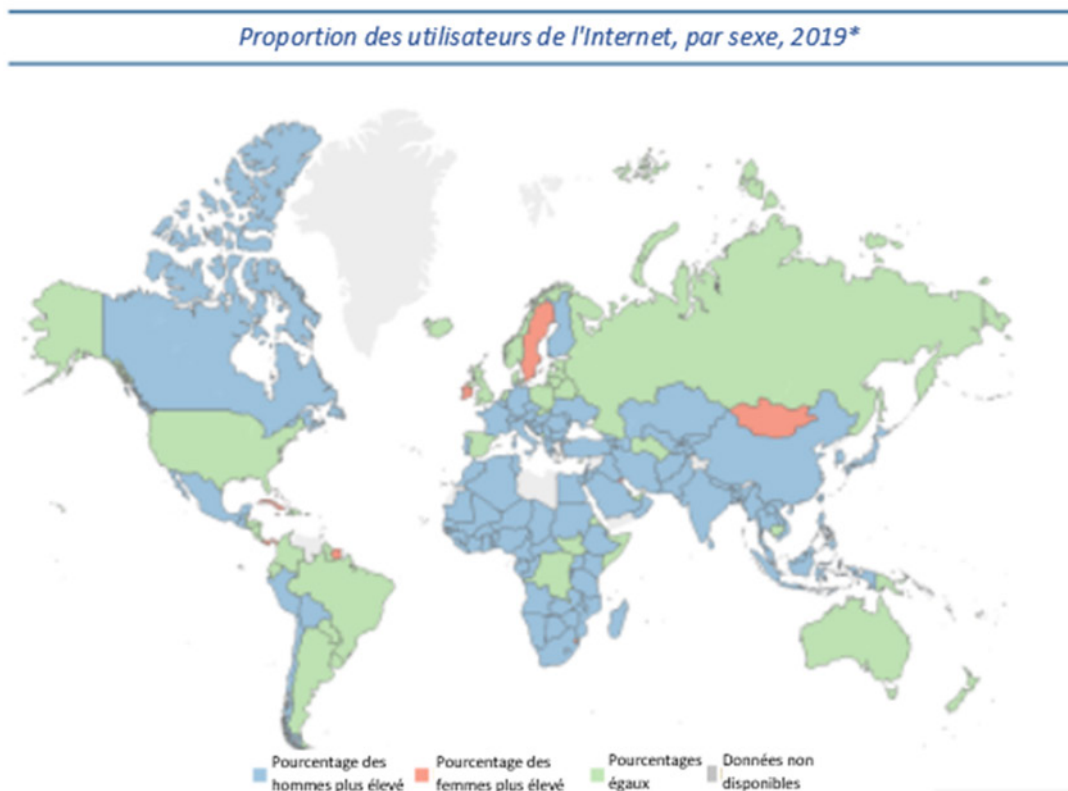 Proportion des utilisateurs de l'Internet, par sexe, 2019*
Pourcentage des
hommes plus élevé
Pourcentage des
femmes plus élevé
Pourcentages
égaux
Données non
disponibles